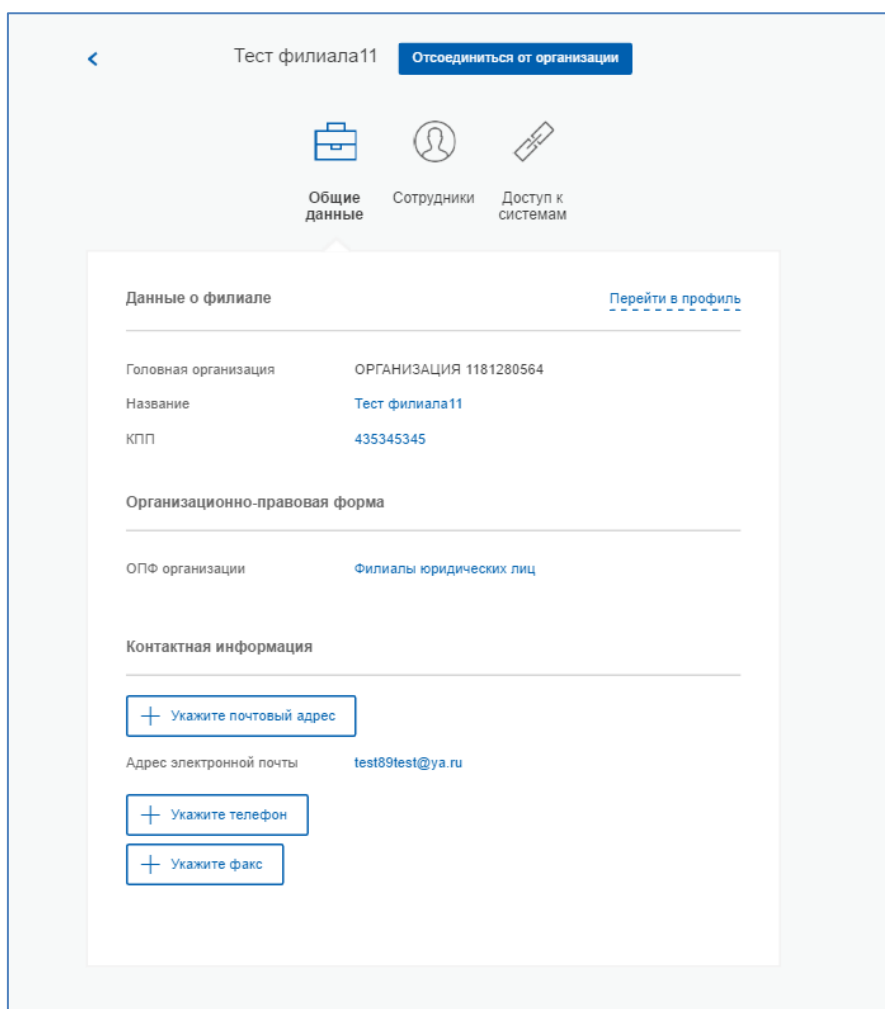 Тест филиала11 Отсоединиться от организации
Общие данные
Сотрудники
Доступ к системам
Данные о филиале Перейти в профиль
Головная организация ОРГАНИЗАЦИЯ 1181280564
Название Тест филиала11
КПП 435345345
Организационно-правовая форма
ОПФ организации Филиалы юридических лиц
Контактная информация
Укажите почтовый адрес
Адрес электронной почты test89test@ya.ru
Укажите телефон
Укажите факс